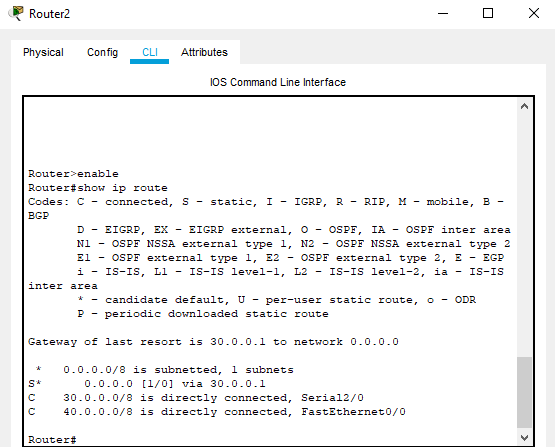 Router2
Physical Config CLI Attributes
IOS Command Line Interface
Router>enable
Router#show ip route
Codes: C - connected, S - static, I - IGRP, R - RIP, M - mobile, B -
BGP
D - EIGRP, EX - EIGRP external, O - OSPF, IA - OSPF inter area
N1 - OSPF NSSA external type 1, N2 - OSPF NSSA external type 2
E1 - OSPF external type 1, E2 - OSPF external type 2, E - EGP
i - IS-IS, L1 - IS-IS level-1, L2 - IS-IS level-2, ia - IS-IS
inter area
* - candidate default, U - per-user static route, o - ODR
P - periodic downloaded static route
Gateway of last resort is 30.0.0.1 to network 0.0.0.0
* 0.0.0.0/8 is subnetted, 1 subnets
S* 0.0.0.0 [1/0] via 30.0.0.1
C 30.0.0.0/8 is directly connected, Serial2/0
C 40.0.0.0/8 is directly connected, FastEthernet0/0
Router#